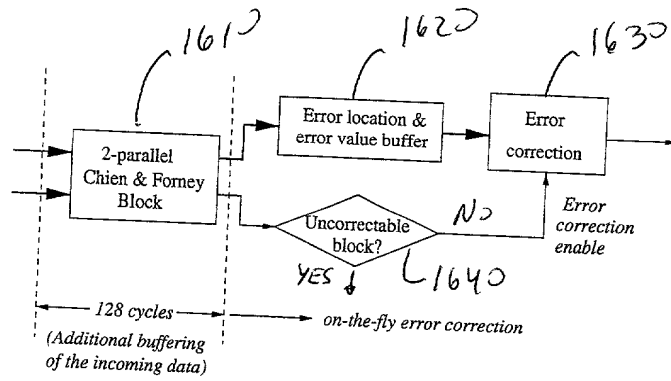 1610
1620
1630
2-parallel
Chien & Forney
Block
Error location &
error value buffer
Error
correction
Uncorrectable
block?
NO
Error
correction
enable
YES
1640
128 cycles
on-the-fly error correction
(Additional buffering
of the incoming data)